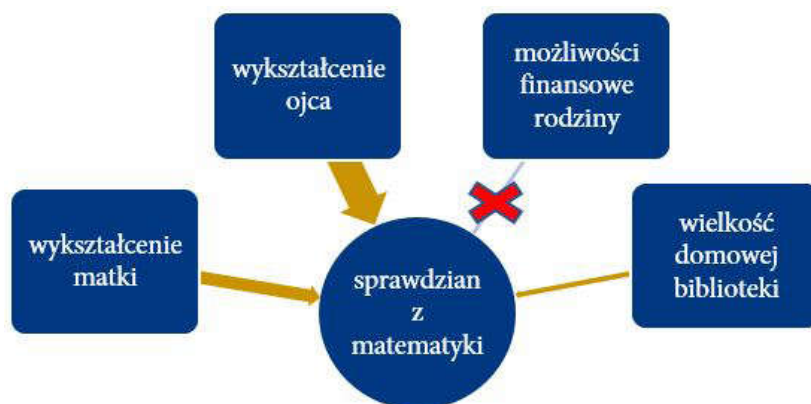 wykształcenie
ojca
możliwości
finansowe
rodziny
wykształcenie
matki
sprawdzian
z
matematyki
wielkość
domowej
biblioteki